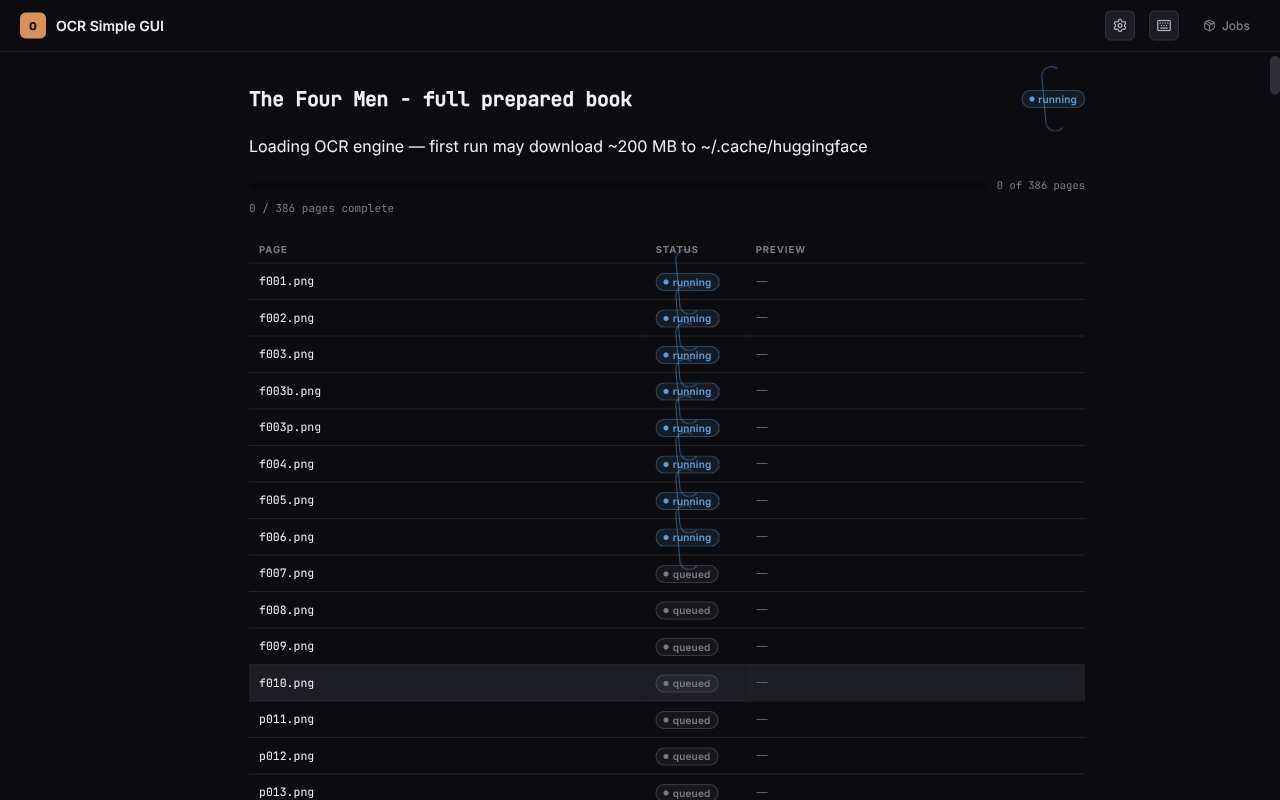 O OCR Simple GUI Jobs
The Four Men - full prepared book running
Loading OCR engine — first run may download ~200 MB to ~/.cache/huggingface
0 of 386 pages
0 / 386 pages complete
PAGE STATUS PREVIEW
f001.png running —
f002.png running —
f003.png running —
f003b.png running —
f003p.png running —
f004.png running —
f005.png running —
f006.png running —
f007.png queued —
f008.png queued —
f009.png queued —
f010.png queued —
p011.png queued —
p012.png queued —
p013.png queued —